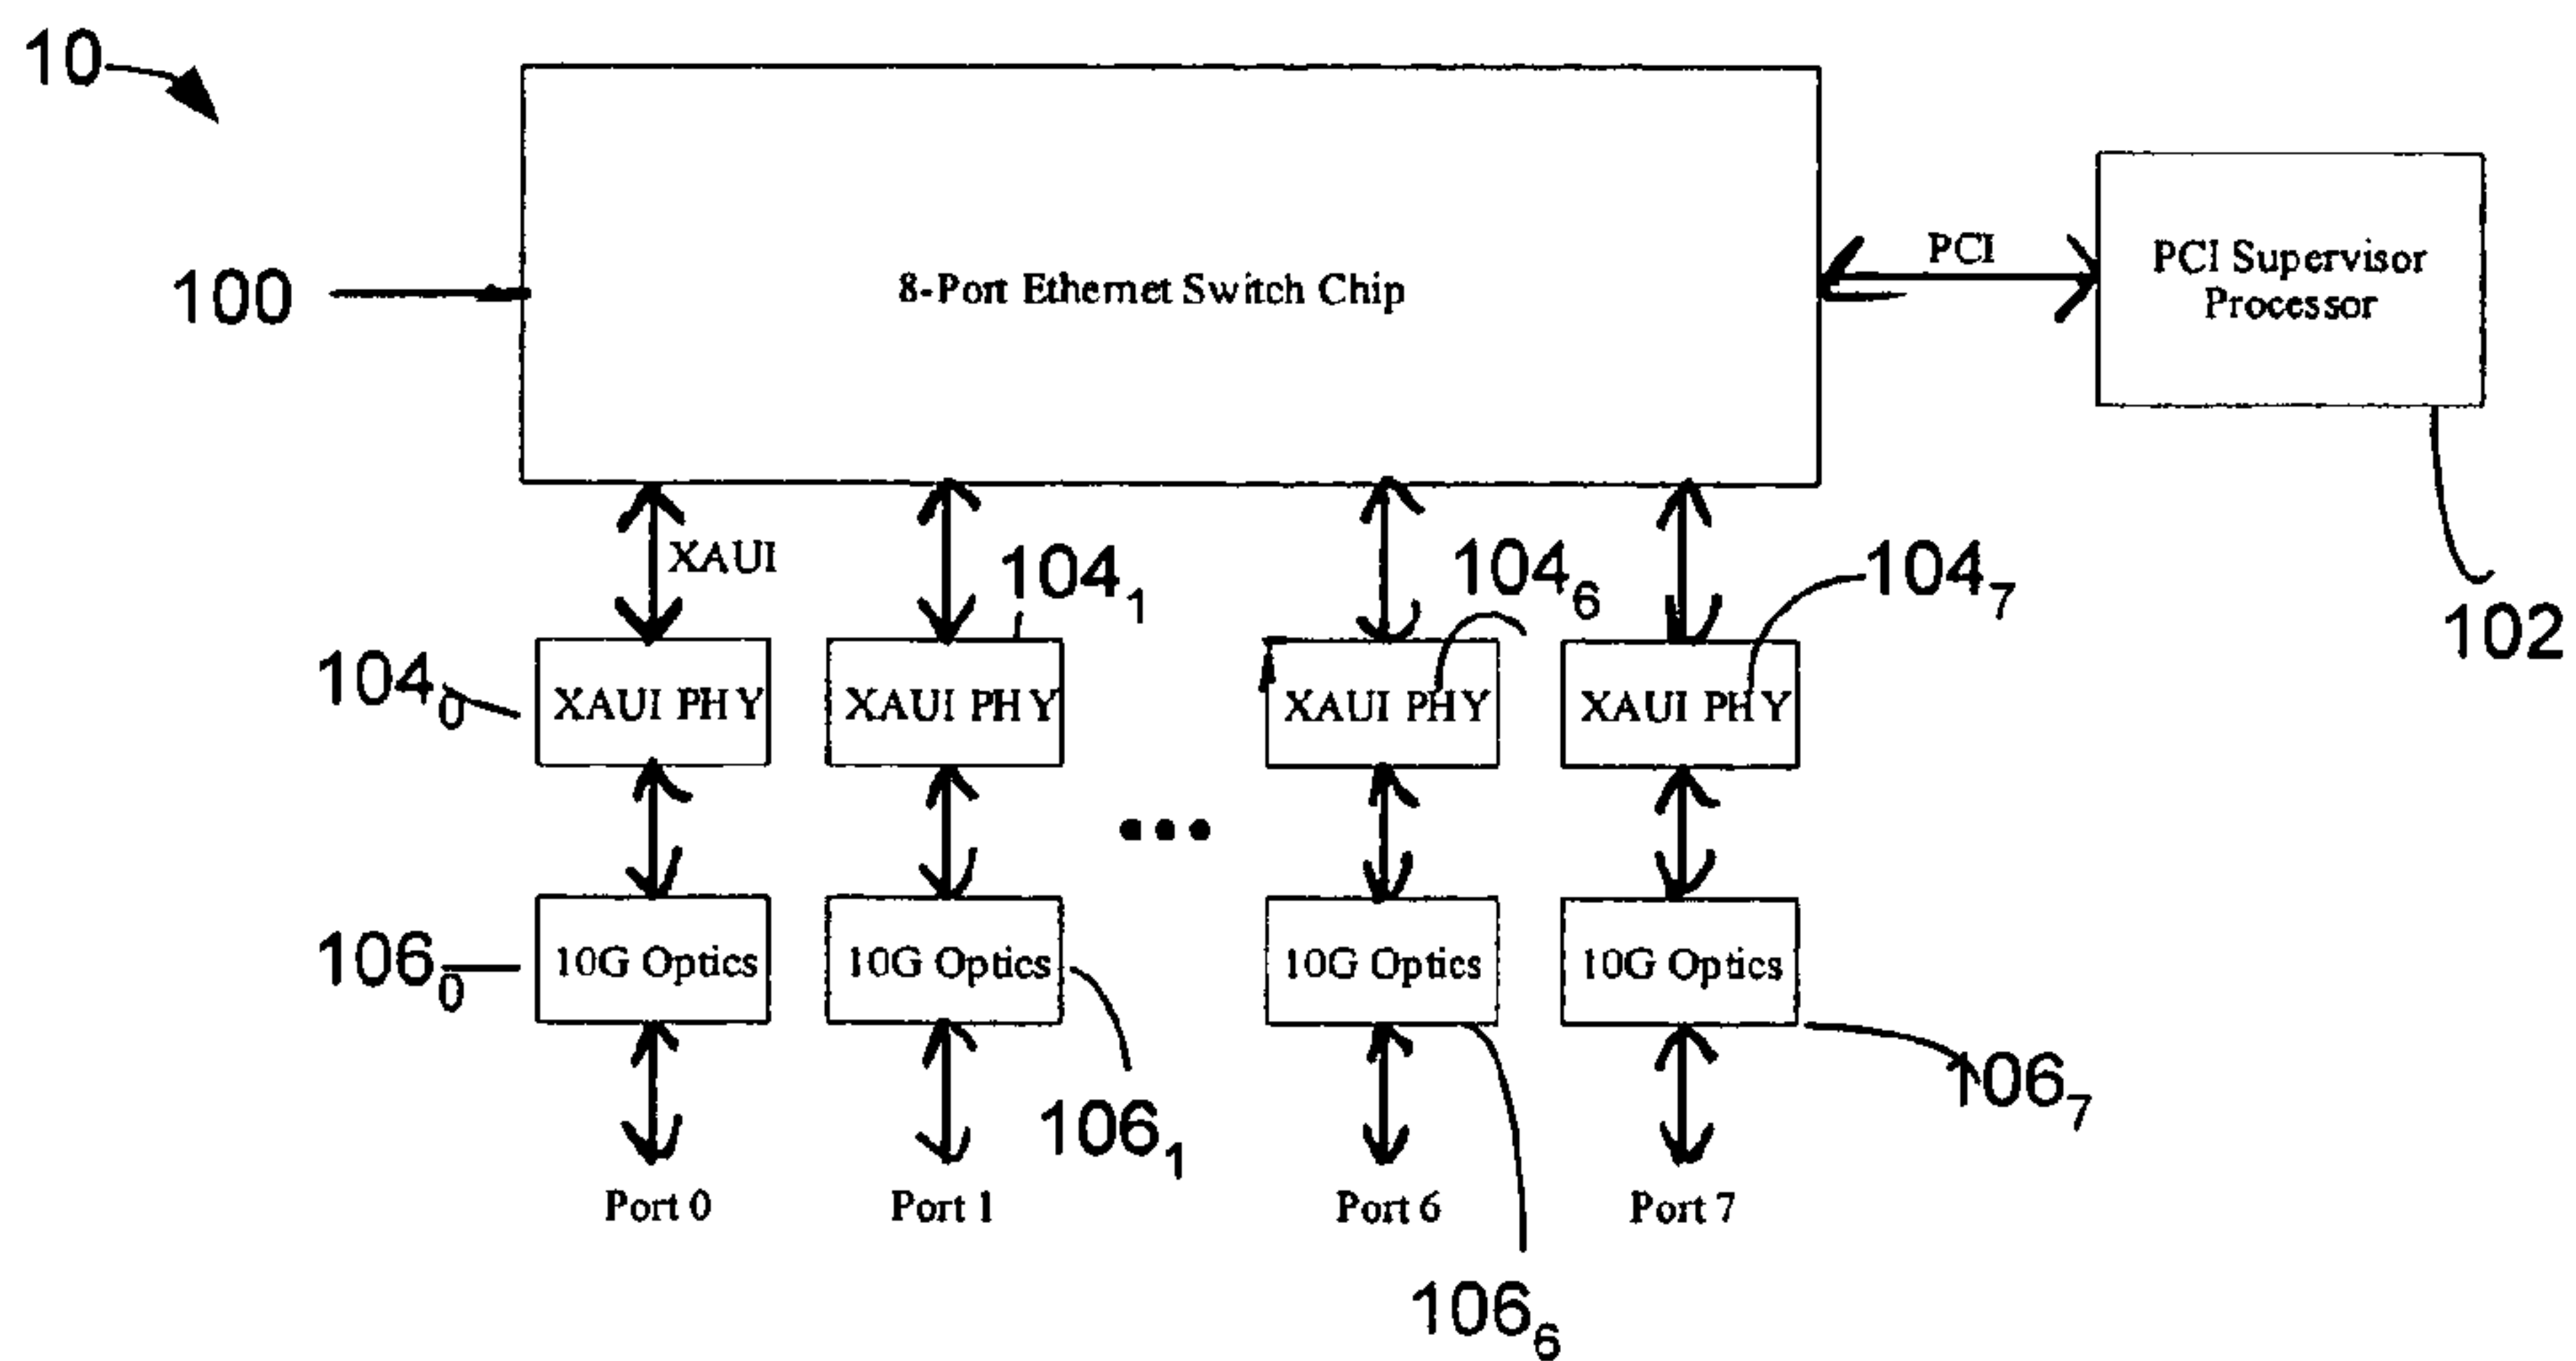 10
100
8-Port Ethernet Switch Chip
PCI
PCI Supervisor
Processor
102
XAUI
104₁
104₆
104₇
104₀
XAUI PHY
XAUI PHY
XAUI PHY
XAUI PHY
•••
106₀
10G Optics
10G Optics
10G Optics
10G Optics
106₁
106₇
Port 0
Port 1
Port 6
Port 7
106₆